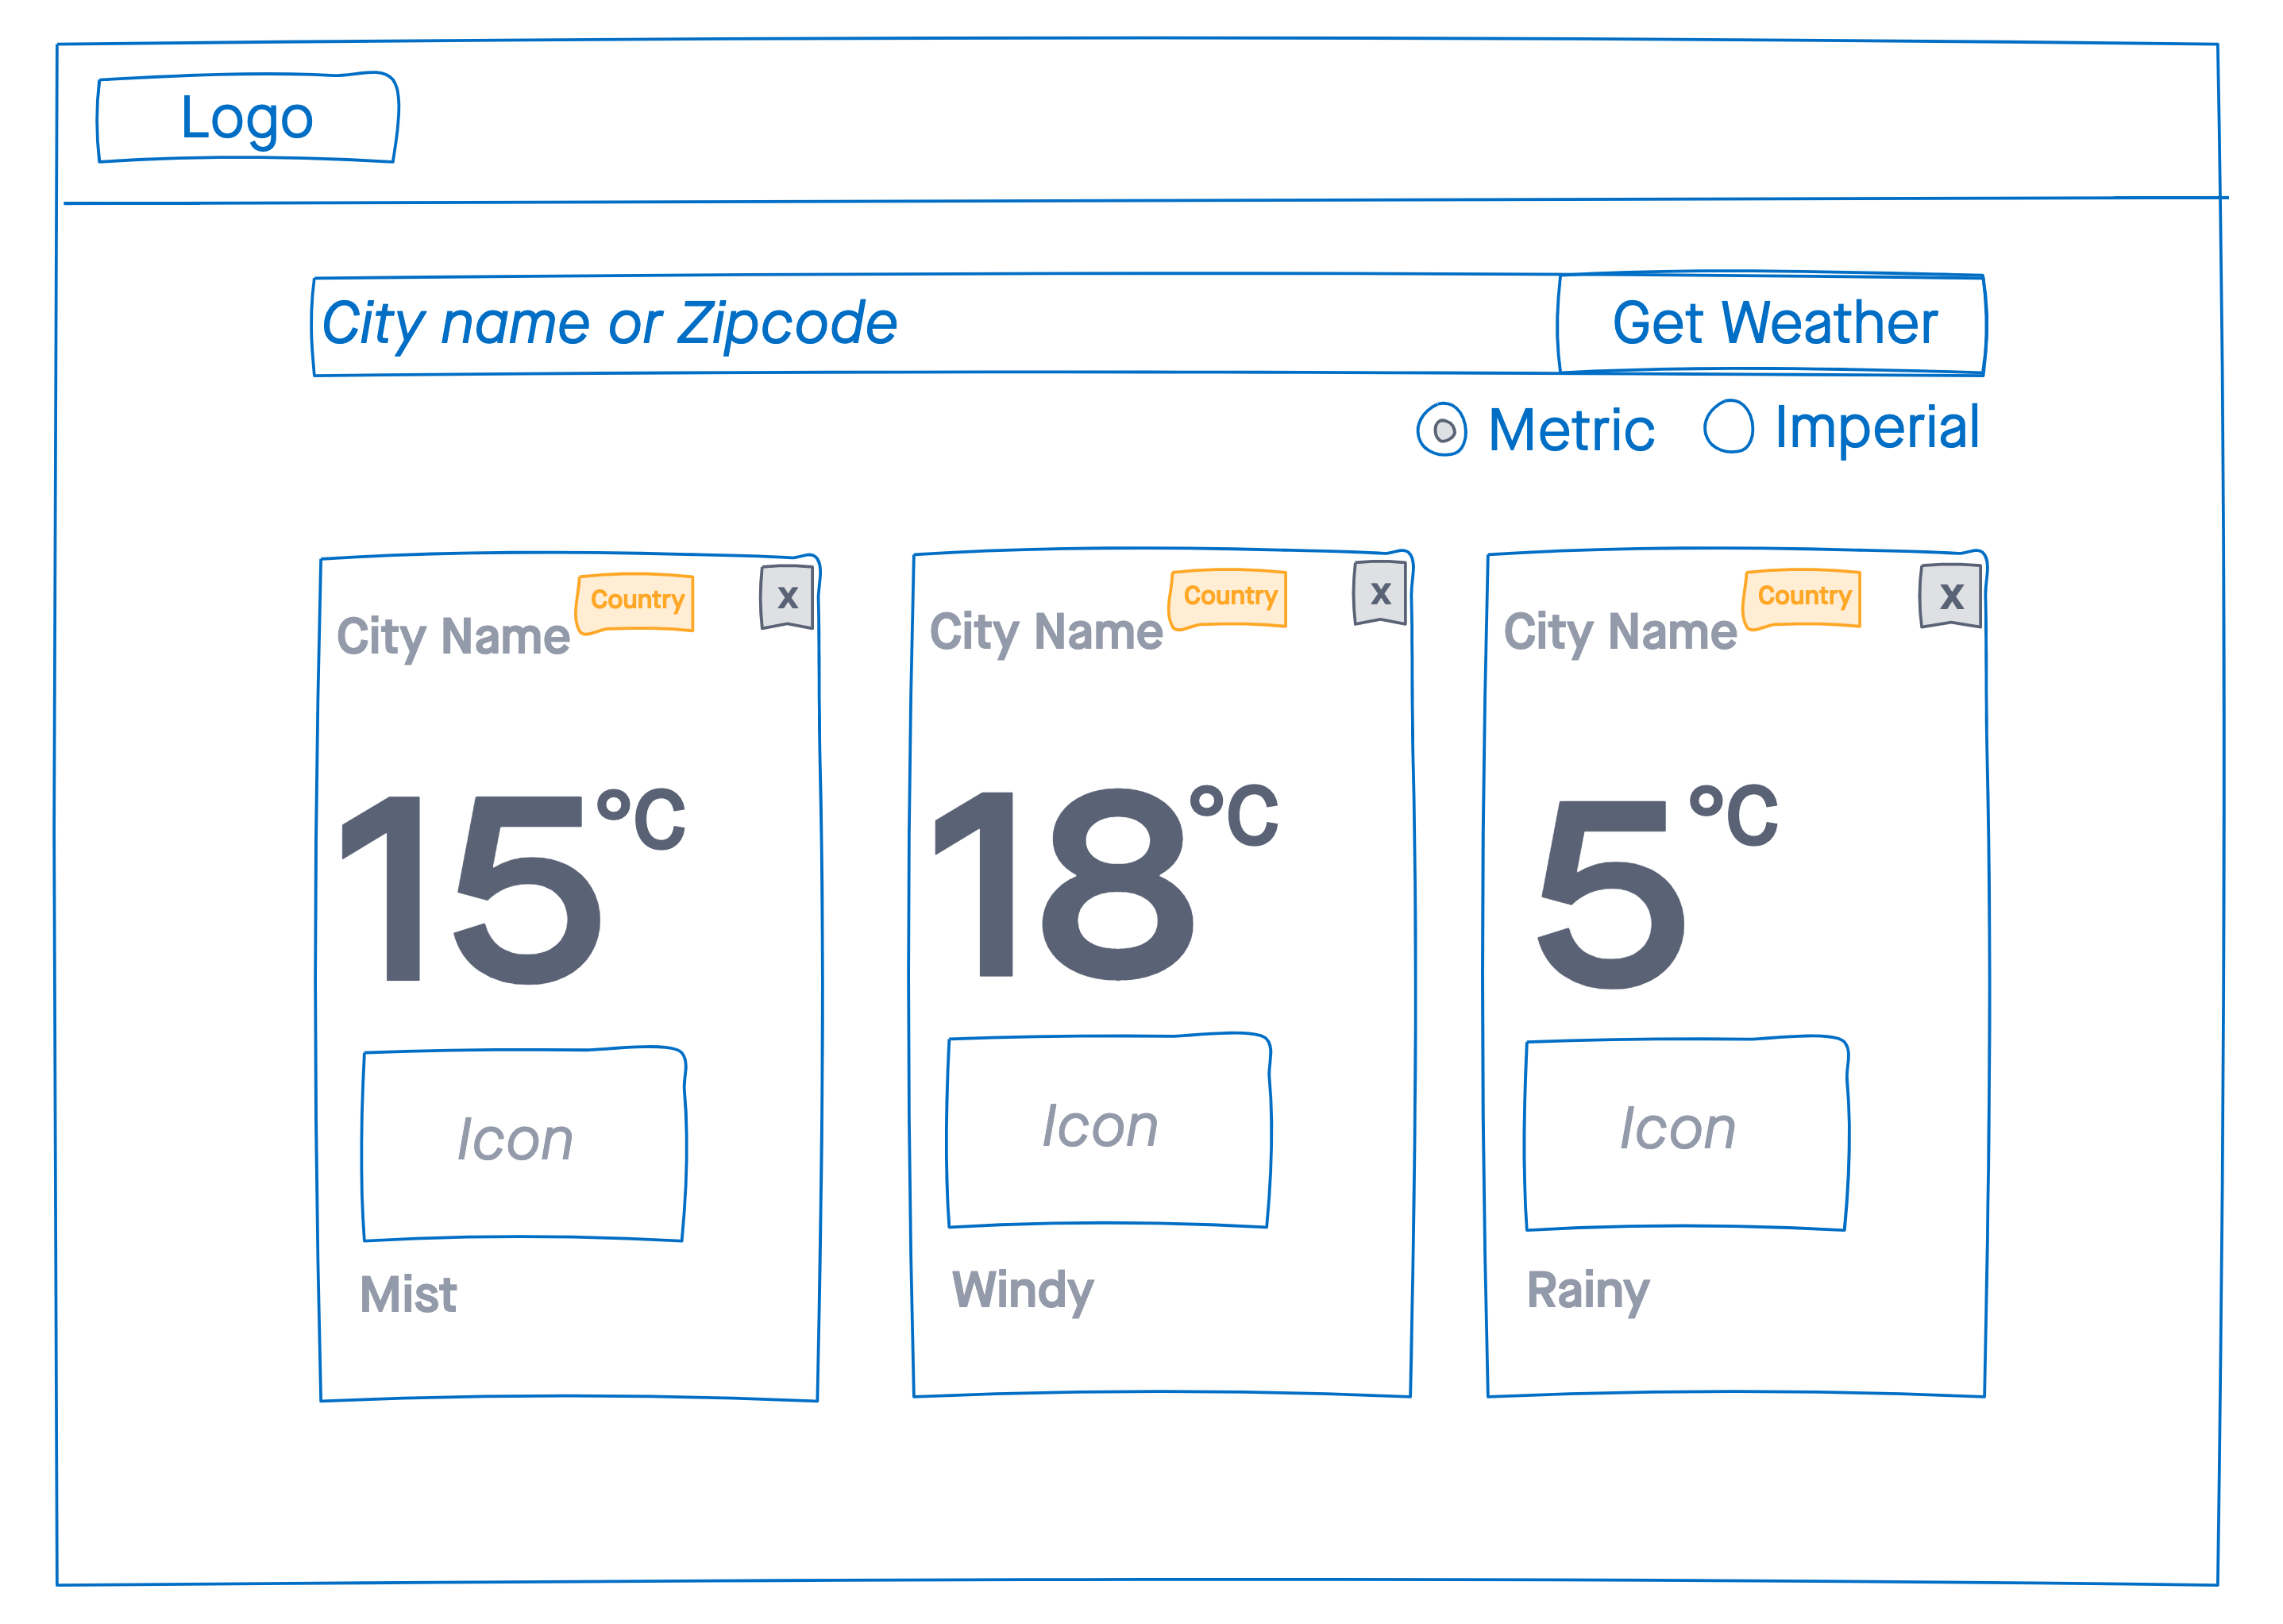 Logo
City name or Zipcode
Get Weather
Metric
Imperial
City Name
Country
x
15°C
Icon
Mist
City Name
Country
x
18°C
Icon
Windy
City Name
Country
x
5°C
Icon
Rainy